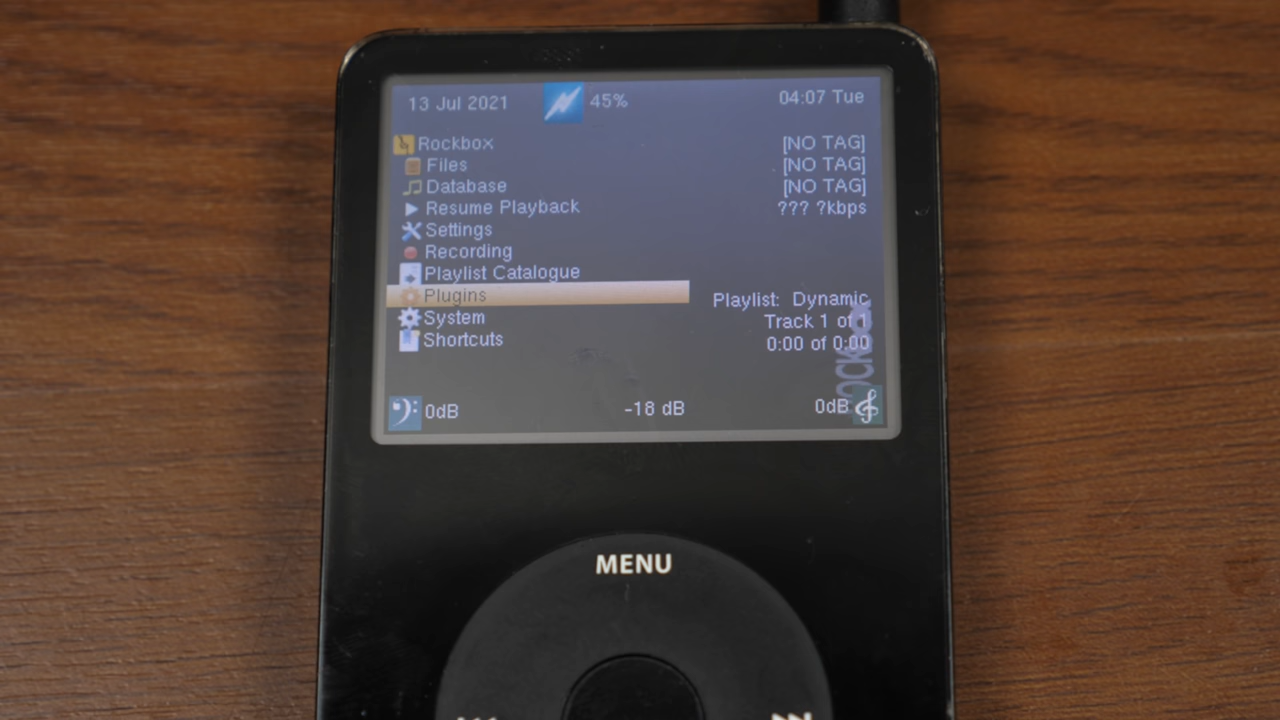 13 Jul 2021 45% 04:07 Tue
Rockbox [NO TAG]
Files [NO TAG]
Database [NO TAG]
Resume Playback ??? ?kbps
Settings
Recording
Playlist Catalogue
Plugins Playlist: Dynamic
System Track 1 of 1
Shortcuts 0:00 of 0:00
0dB -18 dB 0dB
MENU